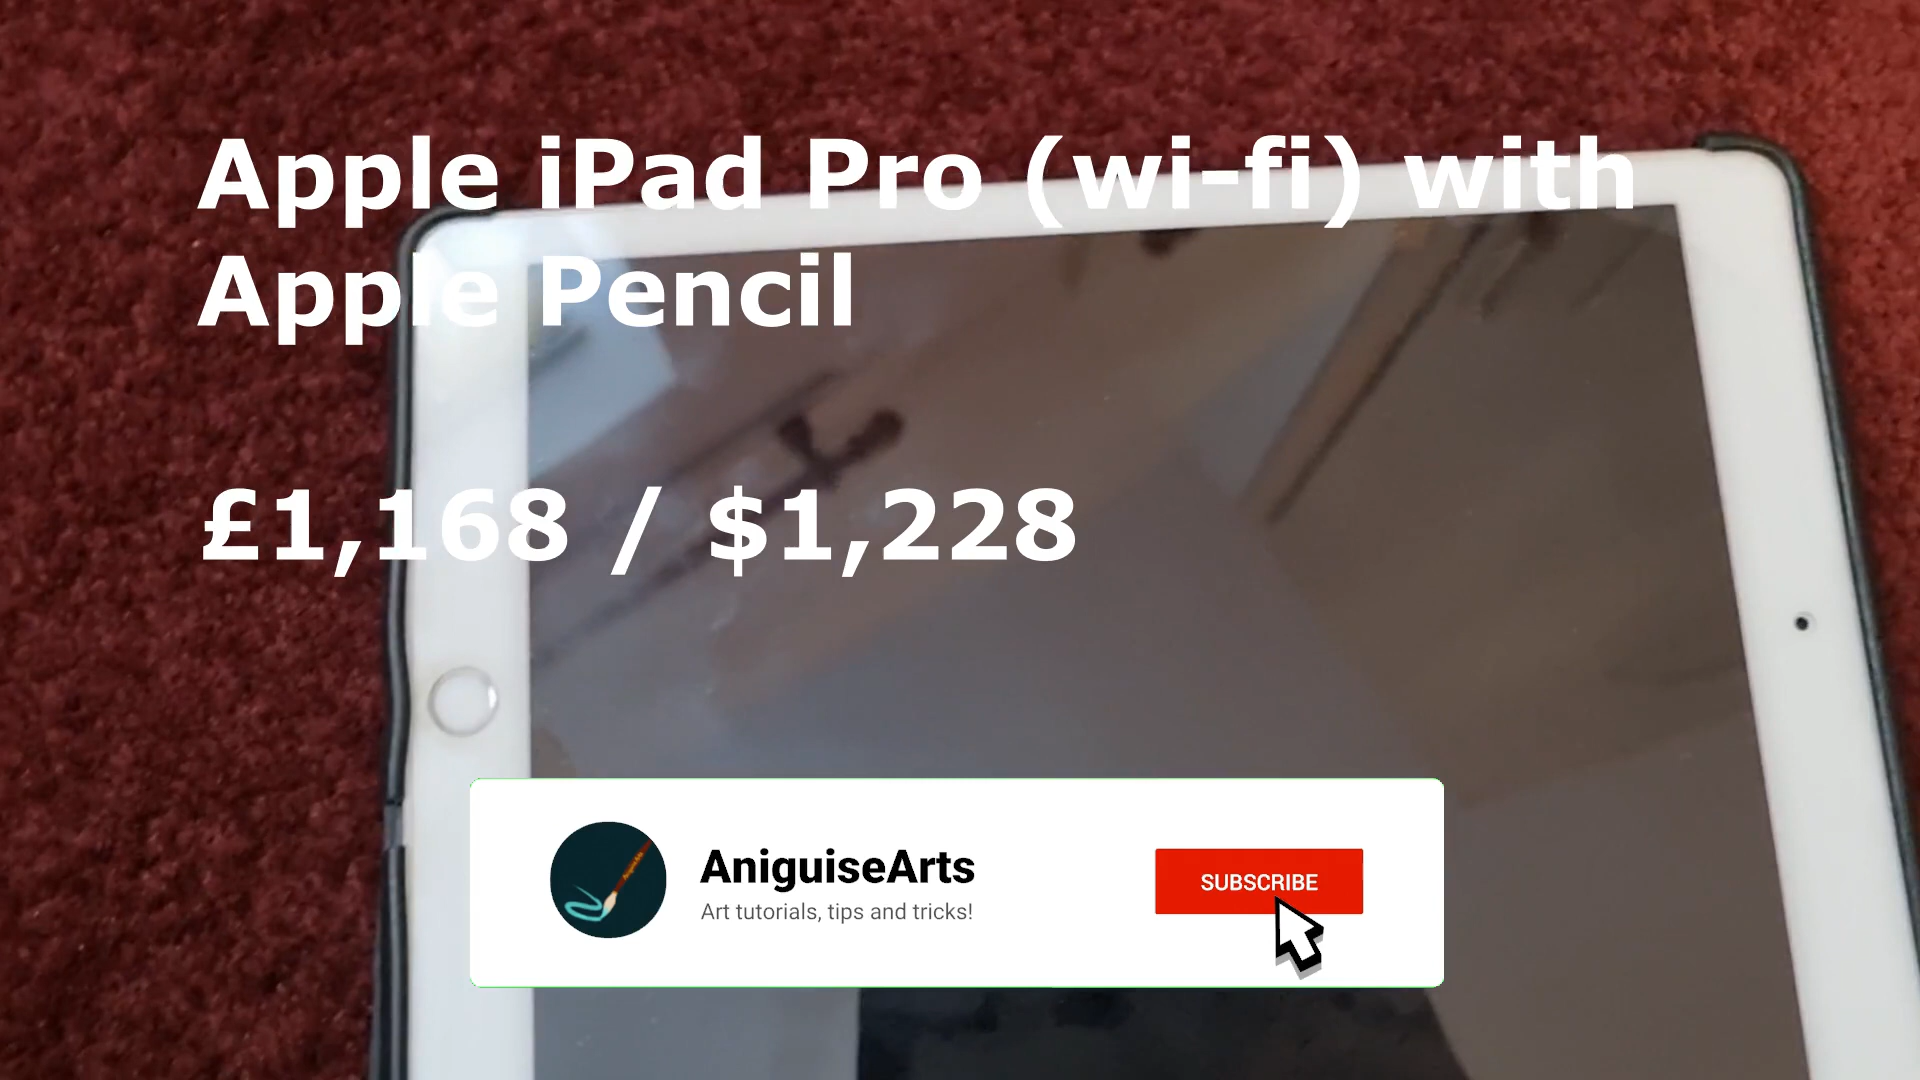 Apple iPad Pro (wi-fi) with
Apple Pencil
£1,168 / $1,228
AniguiseArts
Art tutorials, tips and tricks!
SUBSCRIBE